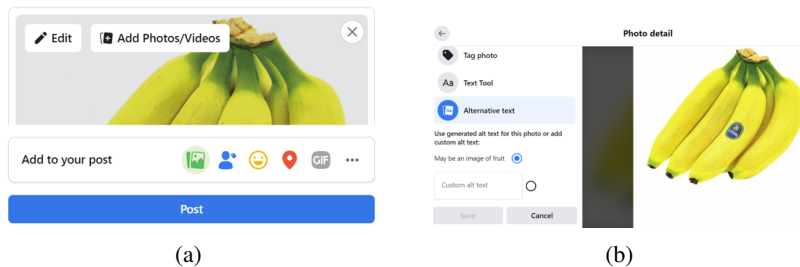 Edit
Add Photos/Videos
Add to your post
GIF
Post
(a)
Photo detail
Tag photo
Aa
Text Tool
Alternative text
Use generated alt text for this photo or add
custom alt text:
May be an image of fruit
Custom alt text
Save
Cancel
(b)